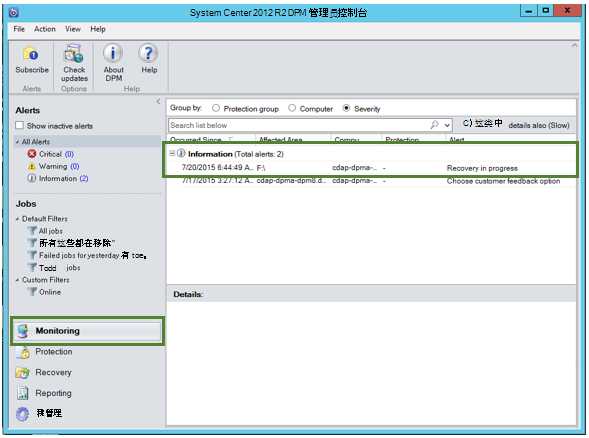 System Center 2012 R2 DPM 管理员控制台
File Action View Help
Subscribe
Check updates
About DPM
Help
Alerts Options Help
Alerts
Show inactive alerts
All Alerts
Critical (0)
Warning (0)
Information (2)
Jobs
Default Filters
All jobs
所有这些都在移除"
Failed jobs for yesterday 有 toe。
Todd jobs
Custom Filters
Online
Monitoring
Protection
Recovery
Reporting
我管理
Group by: Protection group Computer Severity
Search list below C) 这些中 details also (Slow)
Occurred Since Affected Area Compu.. Protection Alert
Information (Total alerts: 2)
7/20/2015 6:44:49 A.. F:\ cdap-dpma-.. - Recovery in progress
7/17/2015 3:27:12 A.. cdap-dpma-dpm8.d.. cdap-dpma-.. - Choose customer feedback option
Details: